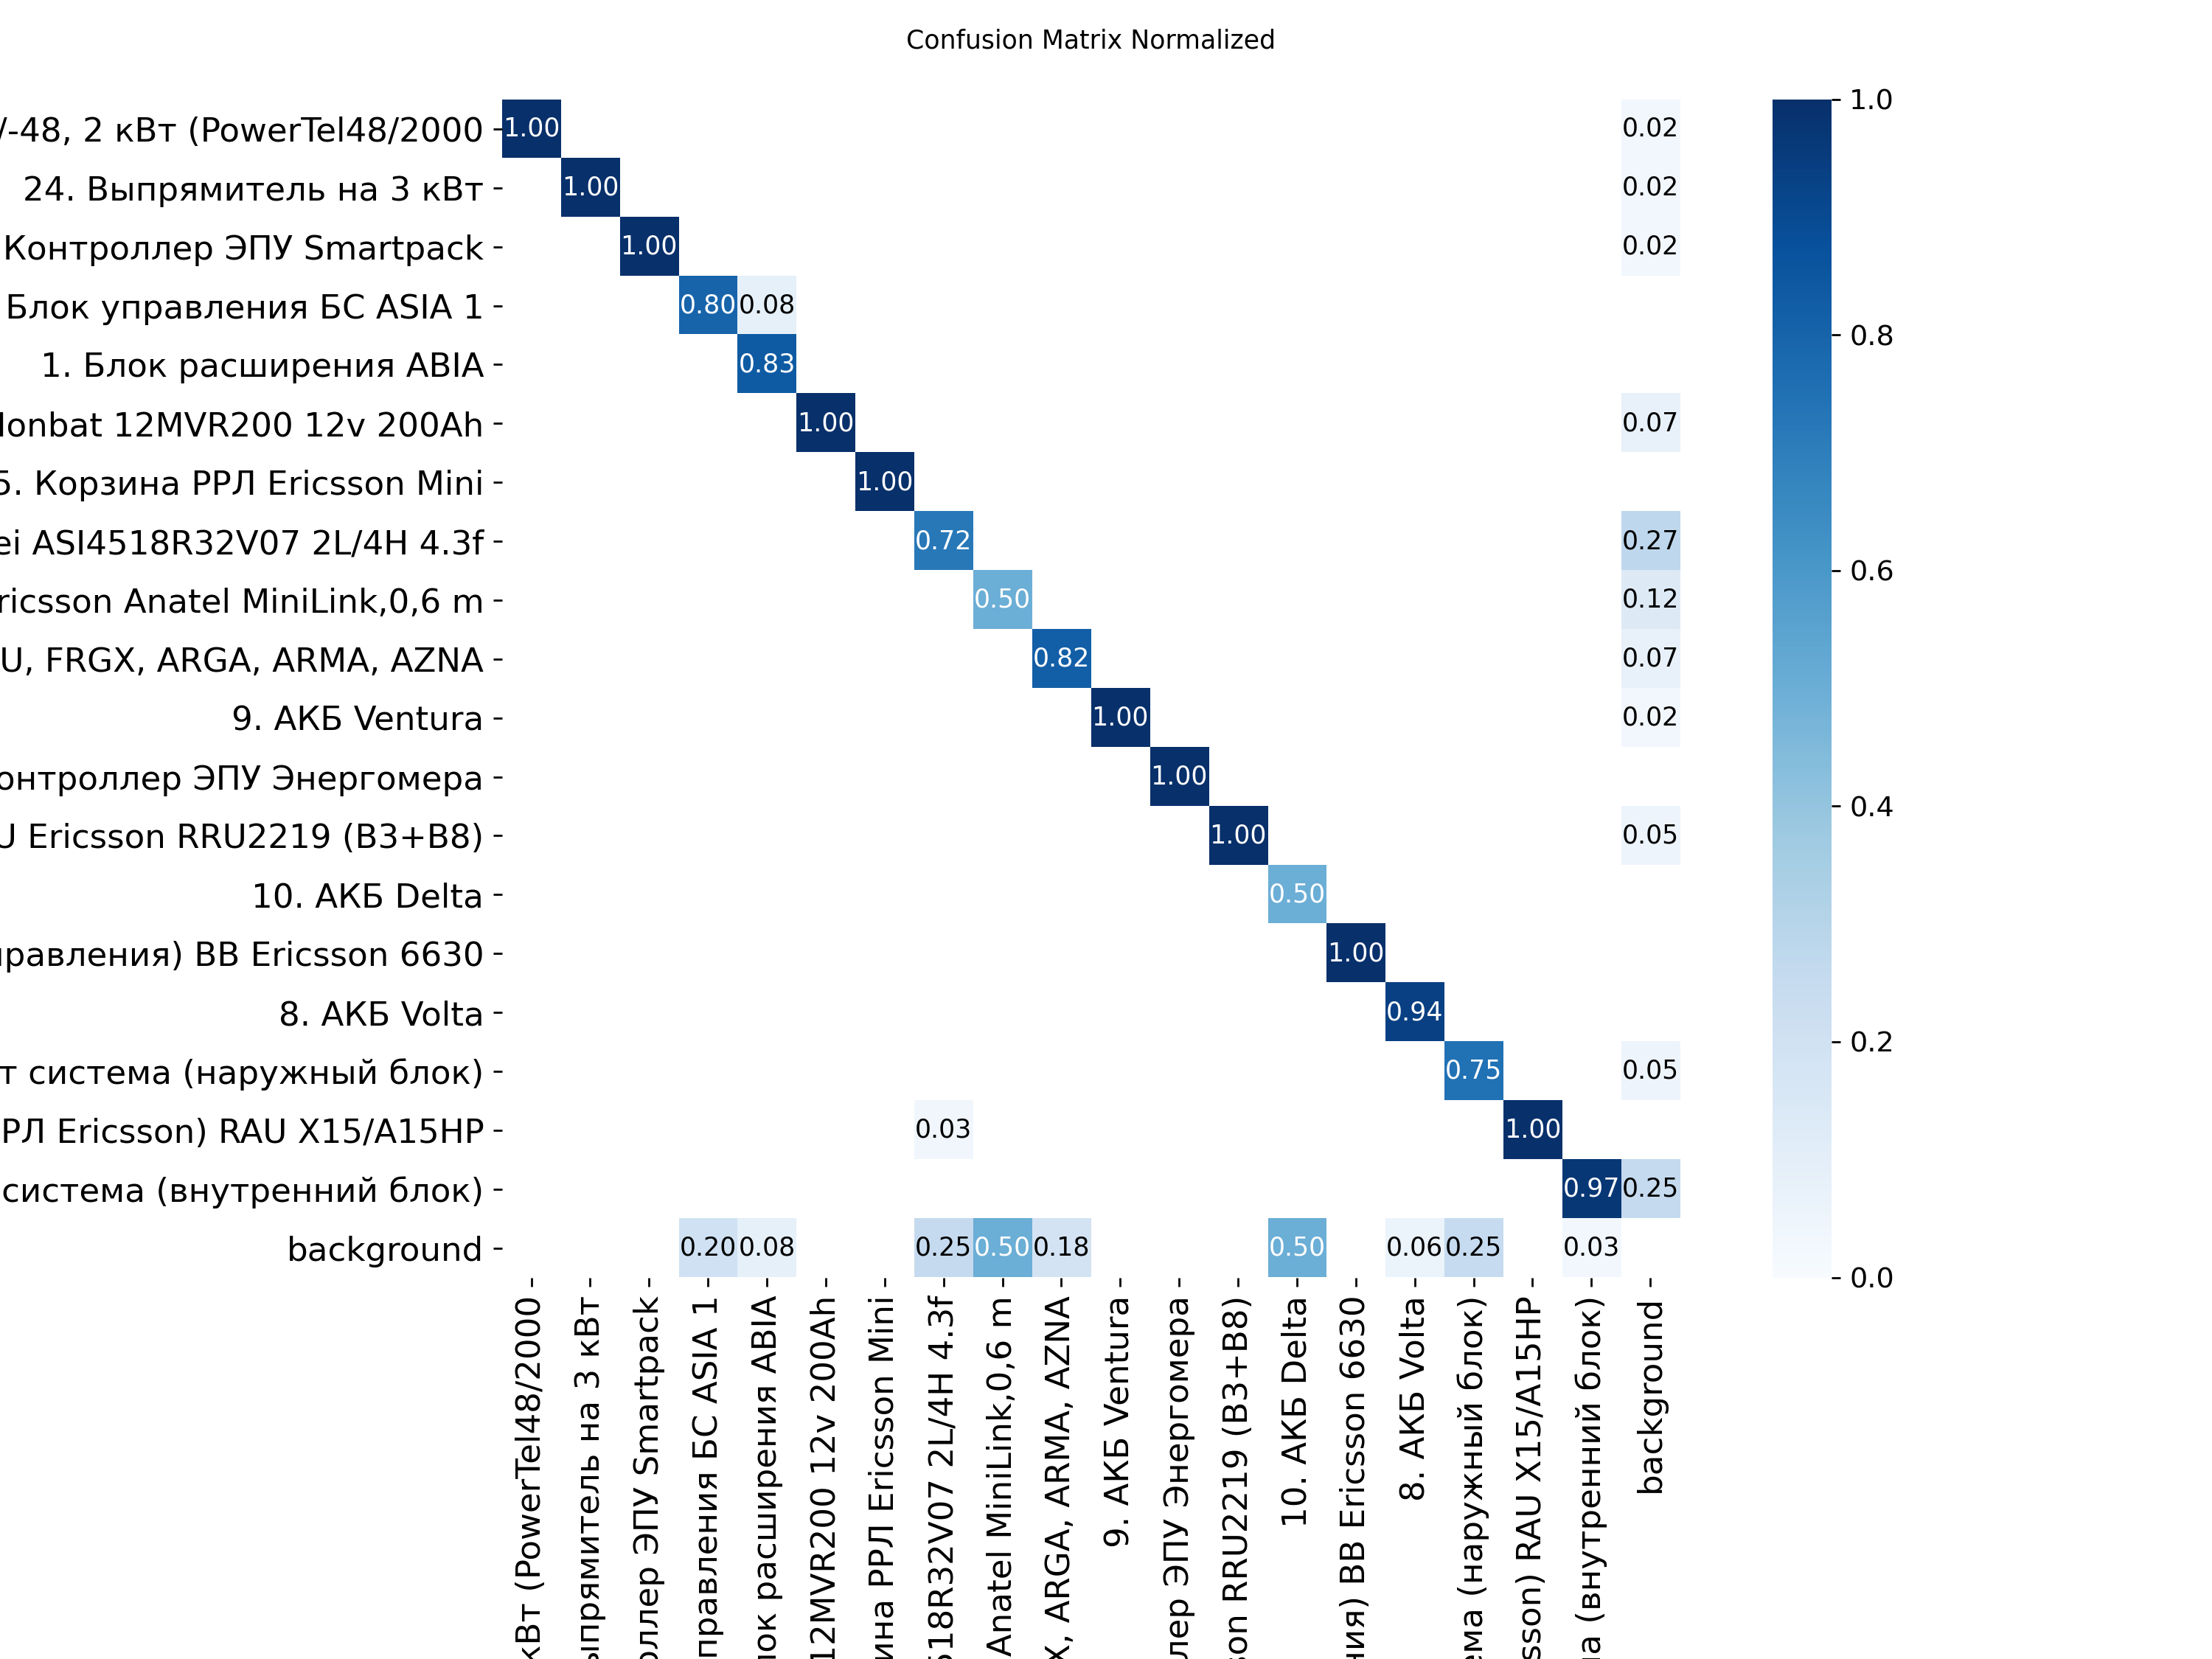 Confusion Matrix Normalized
/-48, 2 кВт (PowerTel48/2000
1.00 0.02 1.0
24. Выпрямитель на 3 кВт
1.00 0.02
Контроллер ЭПУ Smartpack
1.00 0.02
Блок управления БС ASIA 1
0.80 0.08
0.8
1. Блок расширения ABIA
0.83
onbat 12MVR200 12v 200Ah
1.00 0.07
5. Корзина РРЛ Ericsson Mini
1.00
ei ASI4518R32V07 2L/4H 4.3f
0.72 0.27
0.6
ricsson Anatel MiniLink,0,6 m
0.50 0.12
U, FRGX, ARGA, ARMA, AZNA
0.82 0.07
9. АКБ Ventura
1.00 0.02
онтроллер ЭПУ Энергомера
1.00
0.4
U Ericsson RRU2219 (B3+B8)
1.00 0.05
10. АКБ Delta
0.50
правления) BB Ericsson 6630
1.00
8. АКБ Volta
0.94
0.2
т система (наружный блок)
0.75 0.05
РЛ Ericsson) RAU X15/A15HP
0.03 1.00
система (внутренний блок)
0.97 0.25
background
0.20 0.08 0.25 0.50 0.18 0.50 0.06 0.25 0.03
0.0
кВт (PowerTel48/2000
ыпрямитель на 3 кВт
оллер ЭПУ Smartpack
правления БС ASIA 1
лок расширения ABIA
12MVR200 12v 200Ah
ина РРЛ Ericsson Mini
518R32V07 2L/4H 4.3f
Anatel MiniLink,0,6 m
X, ARGA, ARMA, AZNA
9. АКБ Ventura
лер ЭПУ Энергомера
son RRU2219 (B3+B8)
10. АКБ Delta
ния) BB Ericsson 6630
8. АКБ Volta
ема (наружный блок)
sson) RAU X15/A15HP
ма (внутренний блок)
background